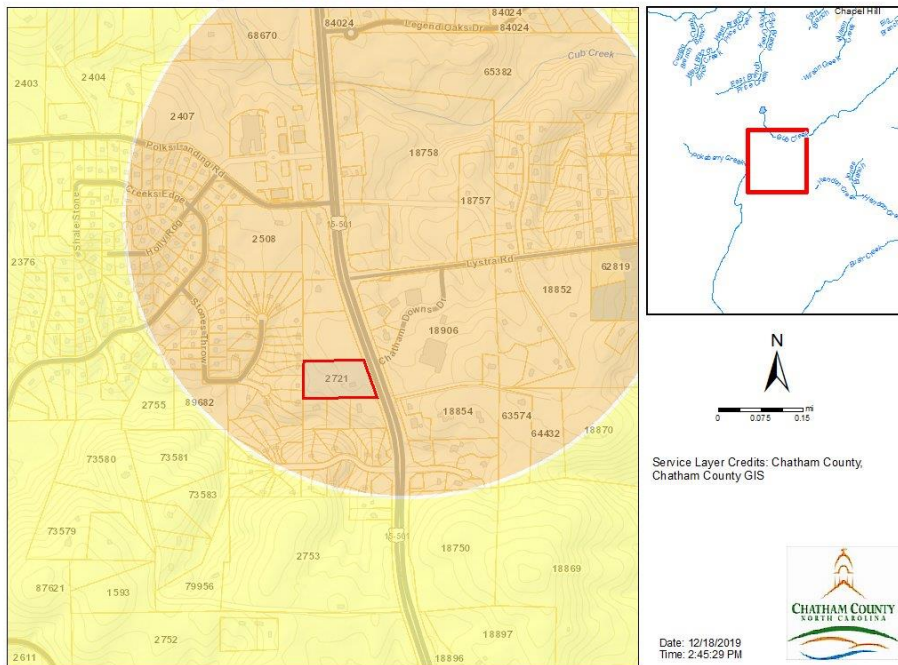 84024
84024
Legend Oaks Dr
84024
68670
2404
2403
65382
Cub Creek
2407
Polks Landing Rd
18758
Creeks Edge
18757
Shale Stone
Holly Rdg
2508
15-501
Lystra Rd
2376
62819
18852
Stones Throw
Chatham Downs Dr
18906
2721
2755
89682
18854
63574
64432
18870
73580
73581
73583
73579
15-501
2753
18750
18869
87621
1593
79956
2752
18897
2611
18896
Chapel Hill
Cub Creek
Pokeberry Creek
N
0 0.075 0.15 mi
Service Layer Credits: Chatham County,
Chatham County GIS
CHATHAM COUNTY
NORTH CAROLINA
Date: 12/18/2019
Time: 2:45:29 PM